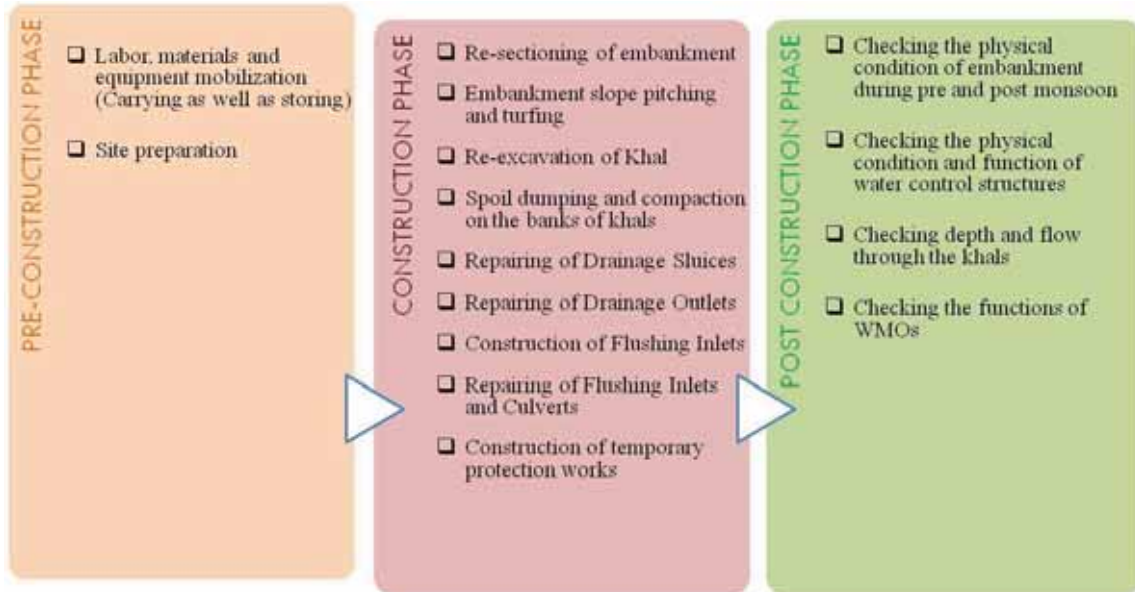 PRE-CONSTRUCTION PHASE
❑ Labor, materials and
equipment mobilization
(Carrying as well as storing)
❑ Site preparation
CONSTRUCTION PHASE
❑ Re-sectioning of embankment
❑ Embankment slope pitching
and turfing
❑ Re-excavation of Khal
❑ Spoil dumping and compaction
on the banks of khals
❑ Repairing of Drainage Sluices
❑ Repairing of Drainage Outlets
❑ Construction of Flushing Inlets
❑ Repairing of Flushing Inlets
and Culverts
❑ Construction of temporary
protection works
POST CONSTRUCTION PHASE
❑ Checking the physical
condition of embankment
during pre and post monsoon
❑ Checking the physical
condition and function of
water control structures
❑ Checking depth and flow
through the khals
❑ Checking the functions of
WMOs